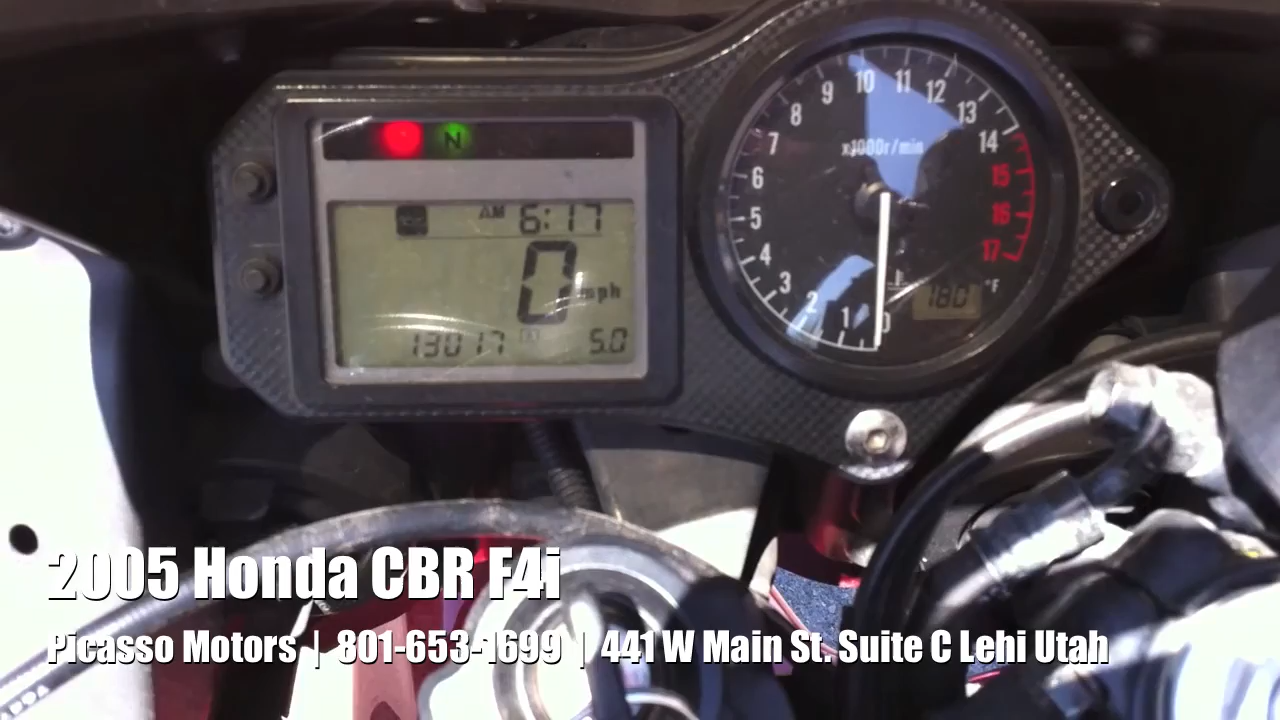 N
AM 6:17
0 mph
13017 5.0
x1000r/min
0 1 2 3 4 5 6 7 8 9 10 11 12 13 14 15 16 17
180 °F
2005 Honda CBR F4i
Picasso Motors | 801-653-1699 | 441 W Main St. Suite C Lehi Utah